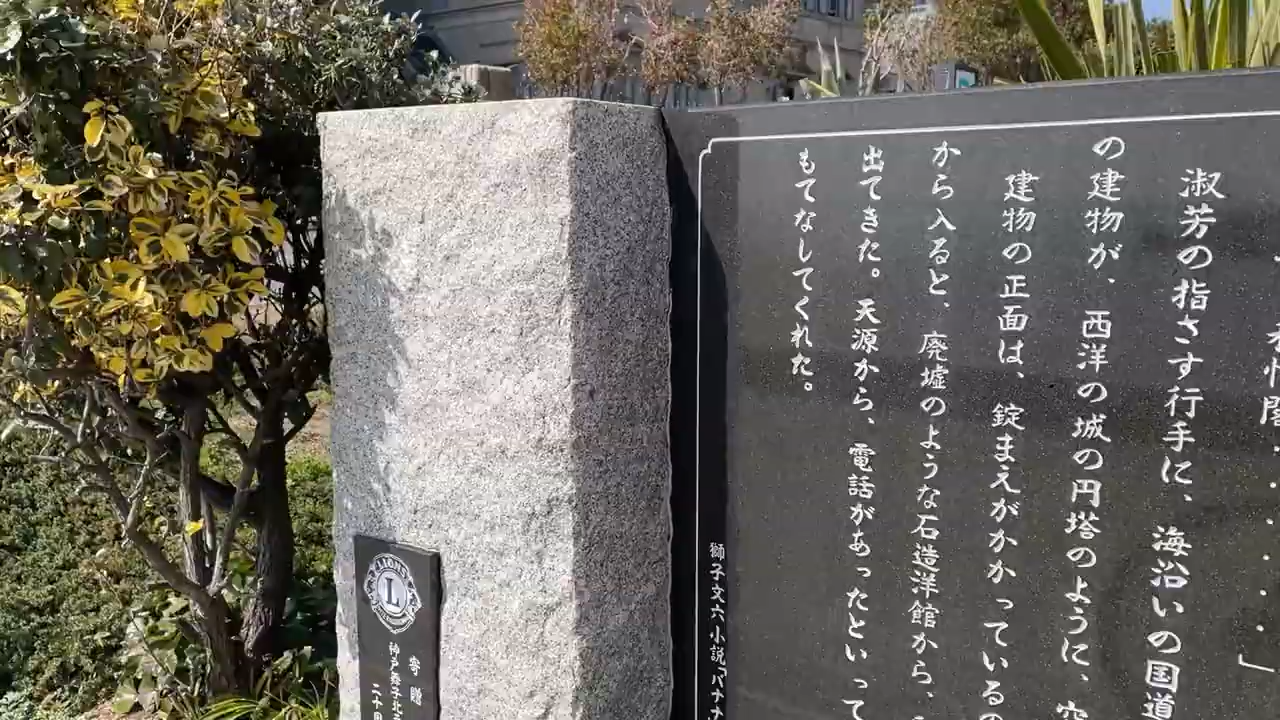 淑芳の指さす行手に、海沿いの国道
の建物が、西洋の城の円塔のように、空
建物の正面は、錠まえがかかっているの
から入ると、廃墟のような石造洋館から、
出てきた。天源から、電話があったといって
もてなしてくれた。
獅子文六小説「バナナ
LIONS
L
寄贈
神戸舞子北
二十周